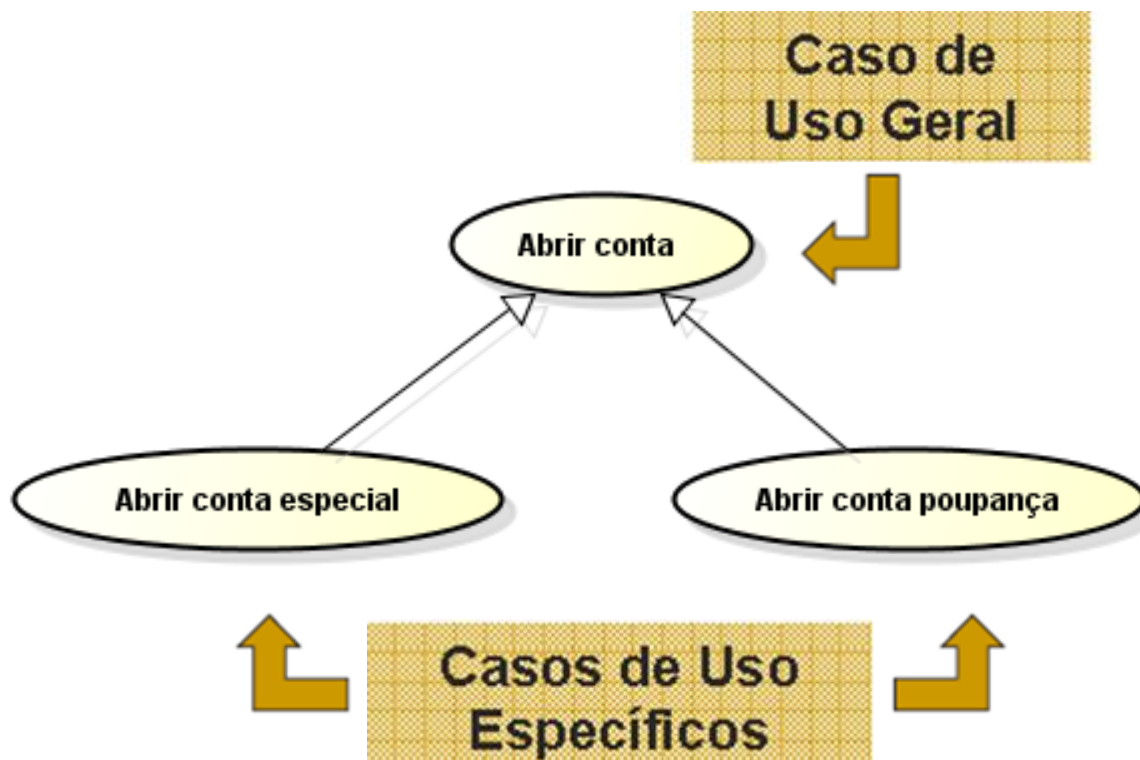 Caso de
Uso Geral
Abrir conta
Abrir conta especial
Abrir conta poupança
Casos de Uso
Específicos